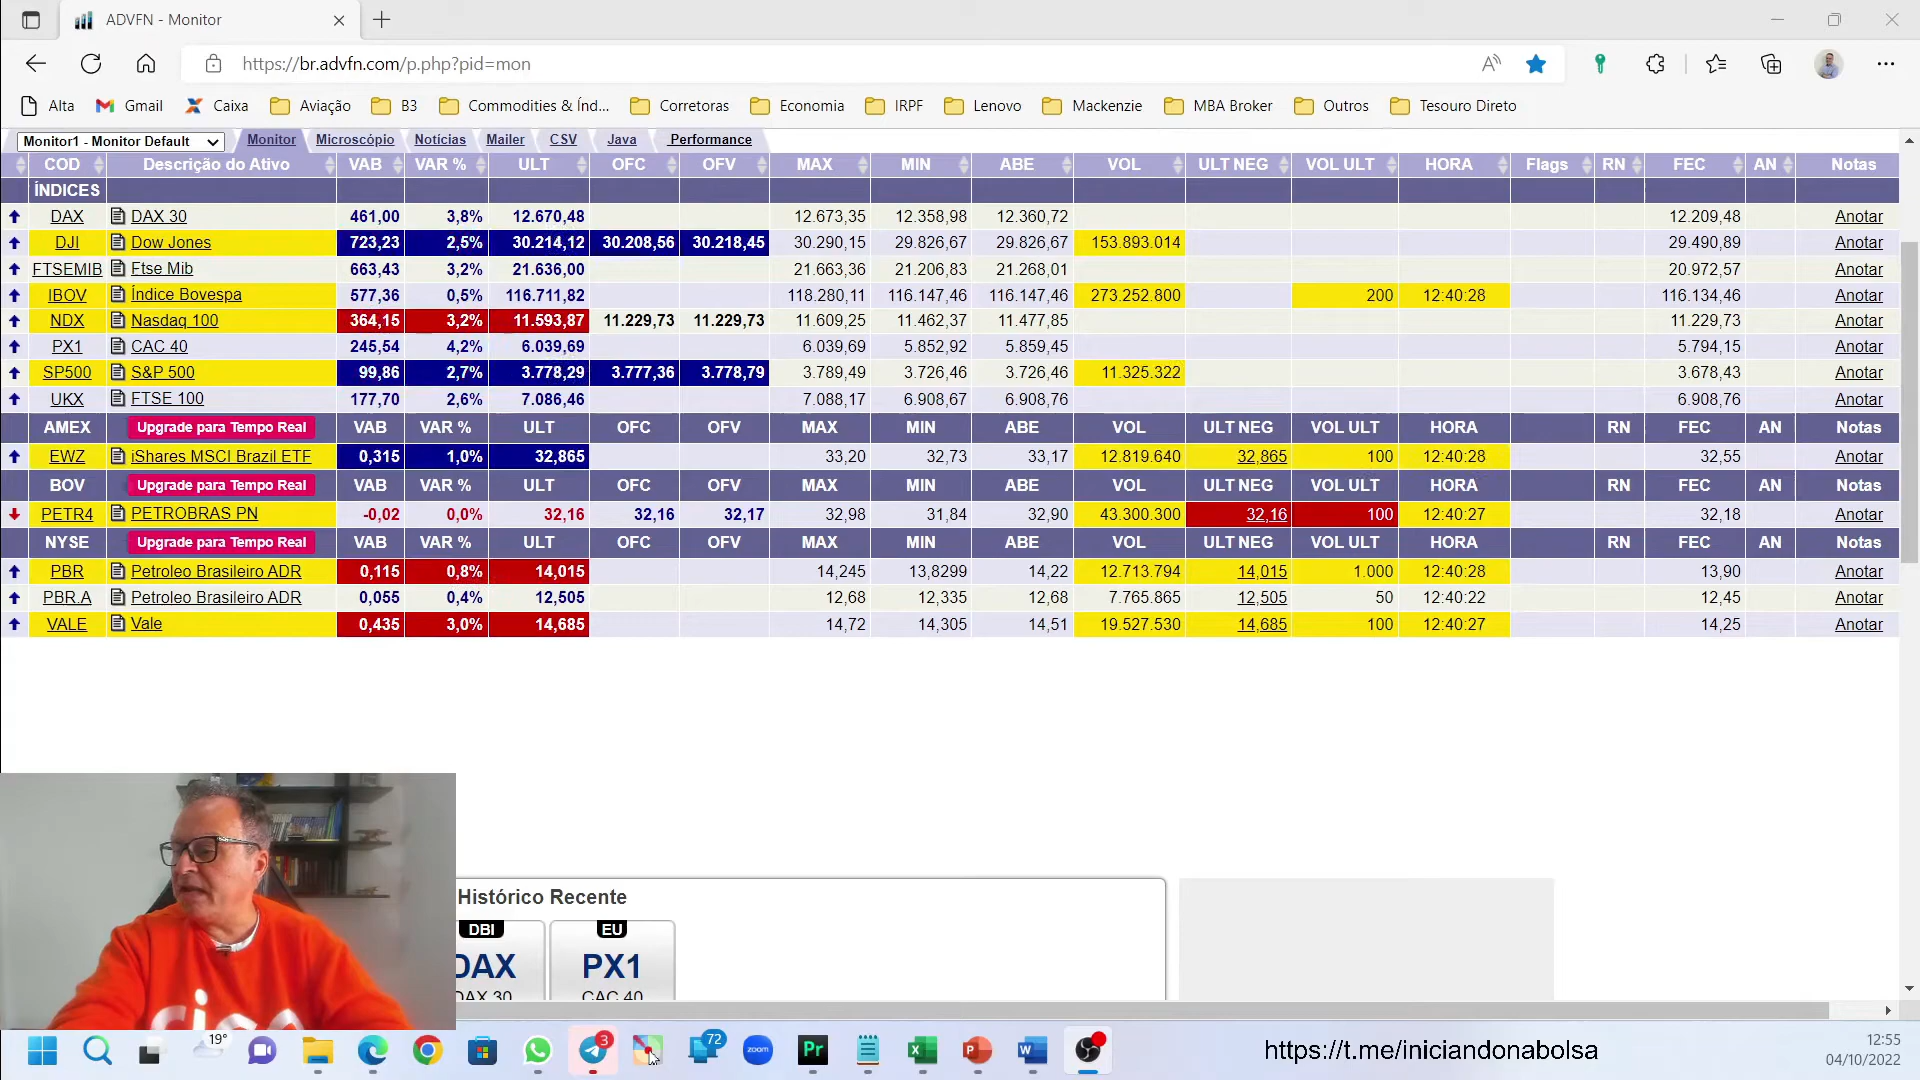 ADVFN - Monitor
https://br.advfn.com/p.php?pid=mon
Alta Gmail Caixa Aviação B3 Commodities & Índ... Corretoras Economia IRPF Lenovo Mackenzie MBA Broker Outros Tesouro Direto
Monitor1 - Monitor Default Monitor Microscópio Notícias Mailer CSV Java Performance
COD Descrição do Ativo VAB VAR % ULT OFC OFV MAX MIN ABE VOL ULT NEG VOL ULT HORA Flags RN FEC AN Notas
ÍNDICES
DAX DAX 30 461,00 3,8% 12.670,48 12.673,35 12.358,98 12.360,72 12.209,48 Anotar
DJI Dow Jones 723,23 2,5% 30.214,12 30.208,56 30.218,45 30.290,15 29.826,67 29.826,67 153.893.014 29.490,89 Anotar
FTSEMIB Ftse Mib 663,43 3,2% 21.636,00 21.663,36 21.206,83 21.268,01 20.972,57 Anotar
IBOV Índice Bovespa 577,36 0,5% 116.711,82 118.280,11 116.147,46 116.147,46 273.252.800 200 12:40:28 116.134,46 Anotar
NDX Nasdaq 100 364,15 3,2% 11.593,87 11.229,73 11.229,73 11.609,25 11.462,37 11.477,85 11.229,73 Anotar
PX1 CAC 40 245,54 4,2% 6.039,69 6.039,69 5.852,92 5.859,45 5.794,15 Anotar
SP500 S&P 500 99,86 2,7% 3.778,29 3.777,36 3.778,79 3.789,49 3.726,46 3.726,46 11.325.322 3.678,43 Anotar
UKX FTSE 100 177,70 2,6% 7.086,46 7.088,17 6.908,67 6.908,76 6.908,76 Anotar
AMEX Upgrade para Tempo Real VAB VAR % ULT OFC OFV MAX MIN ABE VOL ULT NEG VOL ULT HORA RN FEC AN Notas
EWZ iShares MSCI Brazil ETF 0,315 1,0% 32,865 33,20 32,73 33,17 12.819.640 32,865 100 12:40:28 32,55 Anotar
BOV Upgrade para Tempo Real VAB VAR % ULT OFC OFV MAX MIN ABE VOL ULT NEG VOL ULT HORA RN FEC AN Notas
PETR4 PETROBRAS PN -0,02 0,0% 32,16 32,16 32,17 32,98 31,84 32,90 43.300.300 32,16 100 12:40:27 32,18 Anotar
NYSE Upgrade para Tempo Real VAB VAR % ULT OFC OFV MAX MIN ABE VOL ULT NEG VOL ULT HORA RN FEC AN Notas
PBR Petroleo Brasileiro ADR 0,115 0,8% 14,015 14,245 13,8299 14,22 12.713.794 14,015 1.000 12:40:28 13,90 Anotar
PBR.A Petroleo Brasileiro ADR 0,055 0,4% 12,505 12,68 12,335 12,68 7.765.865 12,505 50 12:40:22 12,45 Anotar
VALE Vale 0,435 3,0% 14,685 14,72 14,305 14,51 19.527.530 14,685 100 12:40:27 14,25 Anotar
Histórico Recente
DBI EU
DAX PX1
DAX 30 CAC 40
19° 3 72 zoom Pr
https://t.me/iniciandonabolsa
12:55
04/10/2022